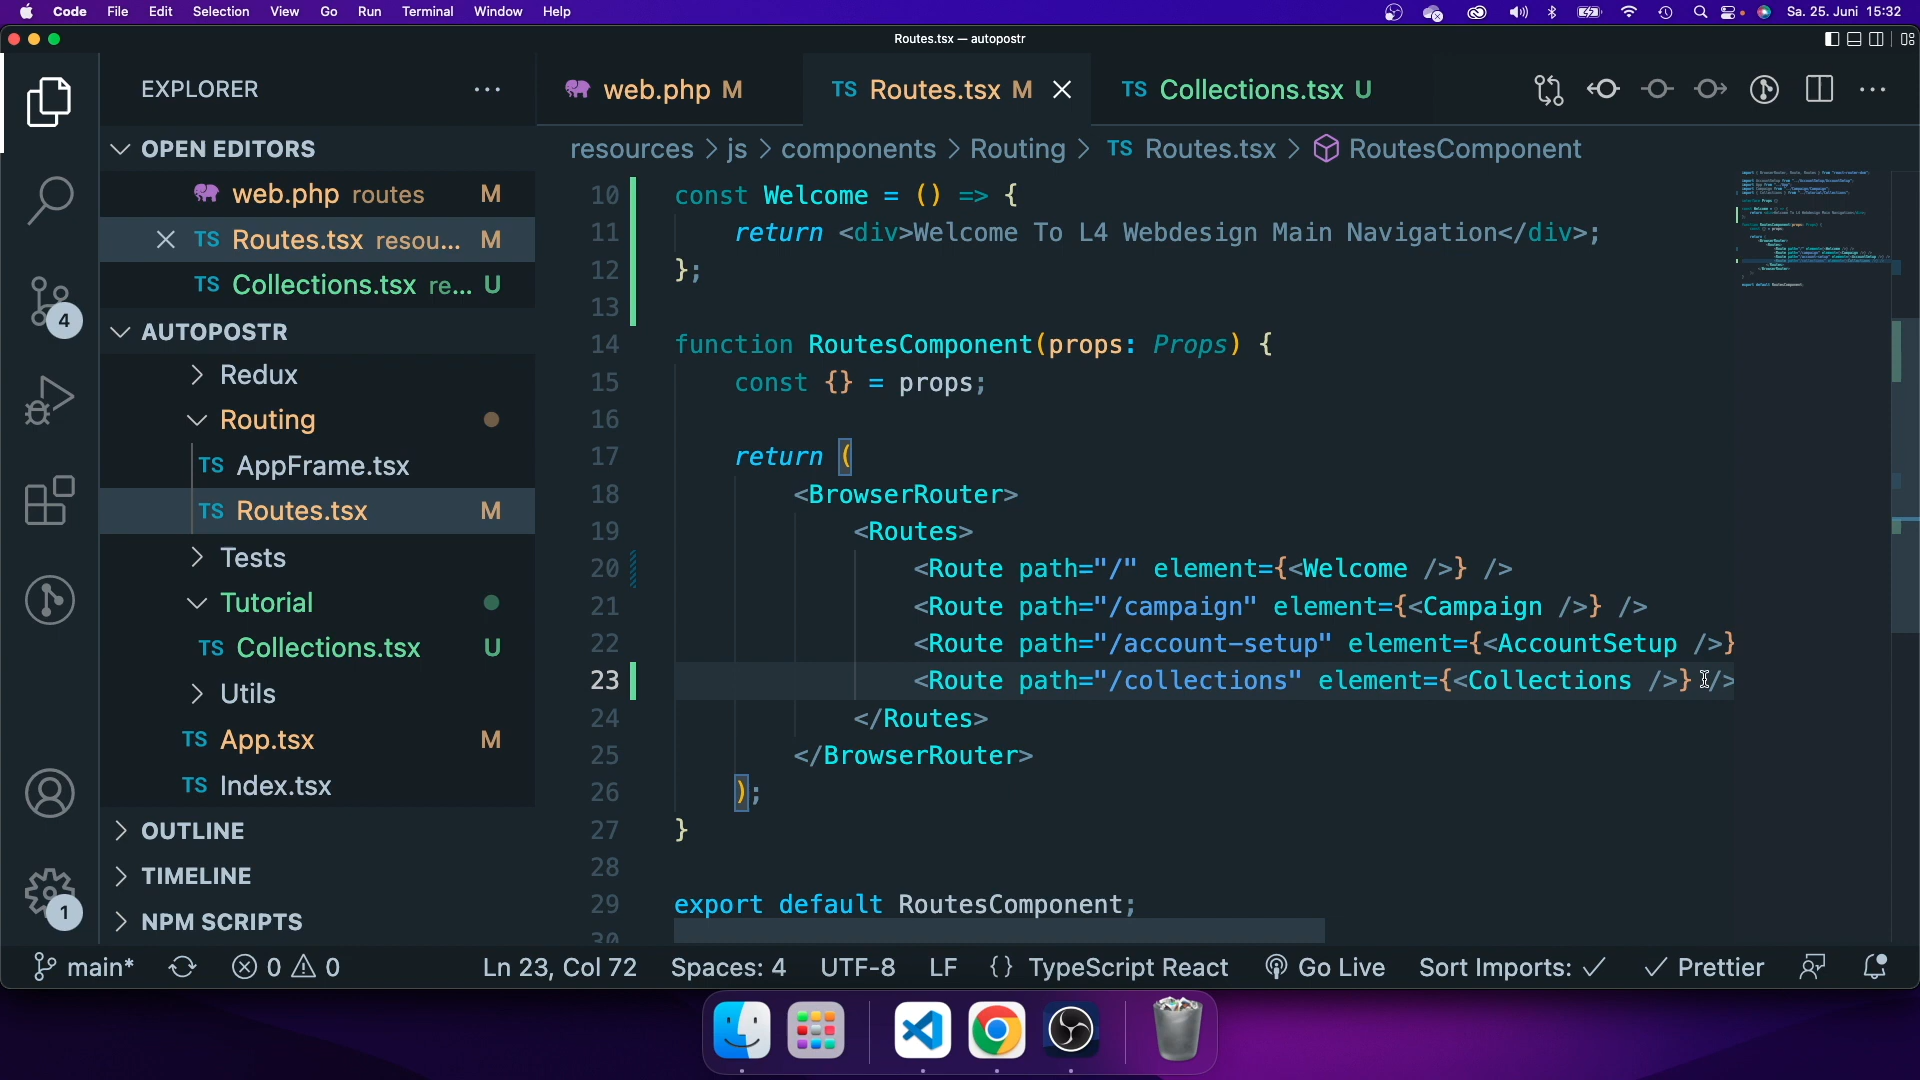 Code File Edit Selection View Go Run Terminal Window Help Sa. 25. Juni 15:32
Routes.tsx — autopostr
EXPLORER
OPEN EDITORS
web.php routes M
Routes.tsx resou... M
Collections.tsx re... U
AUTOPOSTR
Redux
Routing
TS AppFrame.tsx
TS Routes.tsx M
Tests
Tutorial
TS Collections.tsx U
Utils
TS App.tsx M
TS Index.tsx
OUTLINE
TIMELINE
NPM SCRIPTS
4
1
web.php M TS Routes.tsx M TS Collections.tsx U
resources > js > components > Routing > TS Routes.tsx > RoutesComponent
10 const Welcome = () => {
11 return <div>Welcome To L4 Webdesign Main Navigation</div>;
12 };
13
14 function RoutesComponent(props: Props) {
15 const {} = props;
16
17 return (
18 <BrowserRouter>
19 <Routes>
20 <Route path="/" element={<Welcome />} />
21 <Route path="/campaign" element={<Campaign />} />
22 <Route path="/account-setup" element={<AccountSetup />}
23 <Route path="/collections" element={<Collections />} />
24 </Routes>
25 </BrowserRouter>
26 );
27 }
28
29 export default RoutesComponent;
30
main* 0 0 Ln 23, Col 72 Spaces: 4 UTF-8 LF {} TypeScript React Go Live Sort Imports: ✓ ✓ Prettier